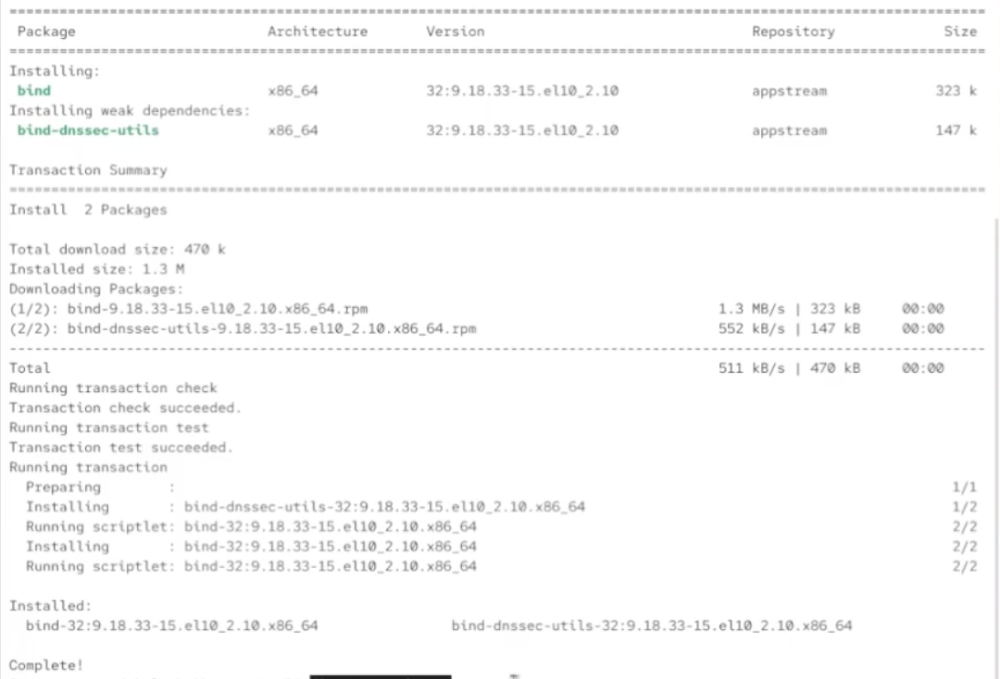 ================================================================================
Package Architecture Version Repository Size
================================================================================
Installing:
bind x86_64 32:9.18.33-15.el10_2.10 appstream 323 k
Installing weak dependencies:
bind-dnssec-utils x86_64 32:9.18.33-15.el10_2.10 appstream 147 k
Transaction Summary
================================================================================
Install 2 Packages
Total download size: 470 k
Installed size: 1.3 M
Downloading Packages:
(1/2): bind-9.18.33-15.el10_2.10.x86_64.rpm 1.3 MB/s | 323 kB 00:00
(2/2): bind-dnssec-utils-9.18.33-15.el10_2.10.x86_64.rpm 552 kB/s | 147 kB 00:00
--------------------------------------------------------------------------------
Total 511 kB/s | 470 kB 00:00
Running transaction check
Transaction check succeeded.
Running transaction test
Transaction test succeeded.
Running transaction
Preparing : 1/1
Installing : bind-dnssec-utils-32:9.18.33-15.el10_2.10.x86_64 1/2
Running scriptlet: bind-32:9.18.33-15.el10_2.10.x86_64 2/2
Installing : bind-32:9.18.33-15.el10_2.10.x86_64 2/2
Running scriptlet: bind-32:9.18.33-15.el10_2.10.x86_64 2/2
Installed:
bind-32:9.18.33-15.el10_2.10.x86_64 bind-dnssec-utils-32:9.18.33-15.el10_2.10.x86_64
Complete!